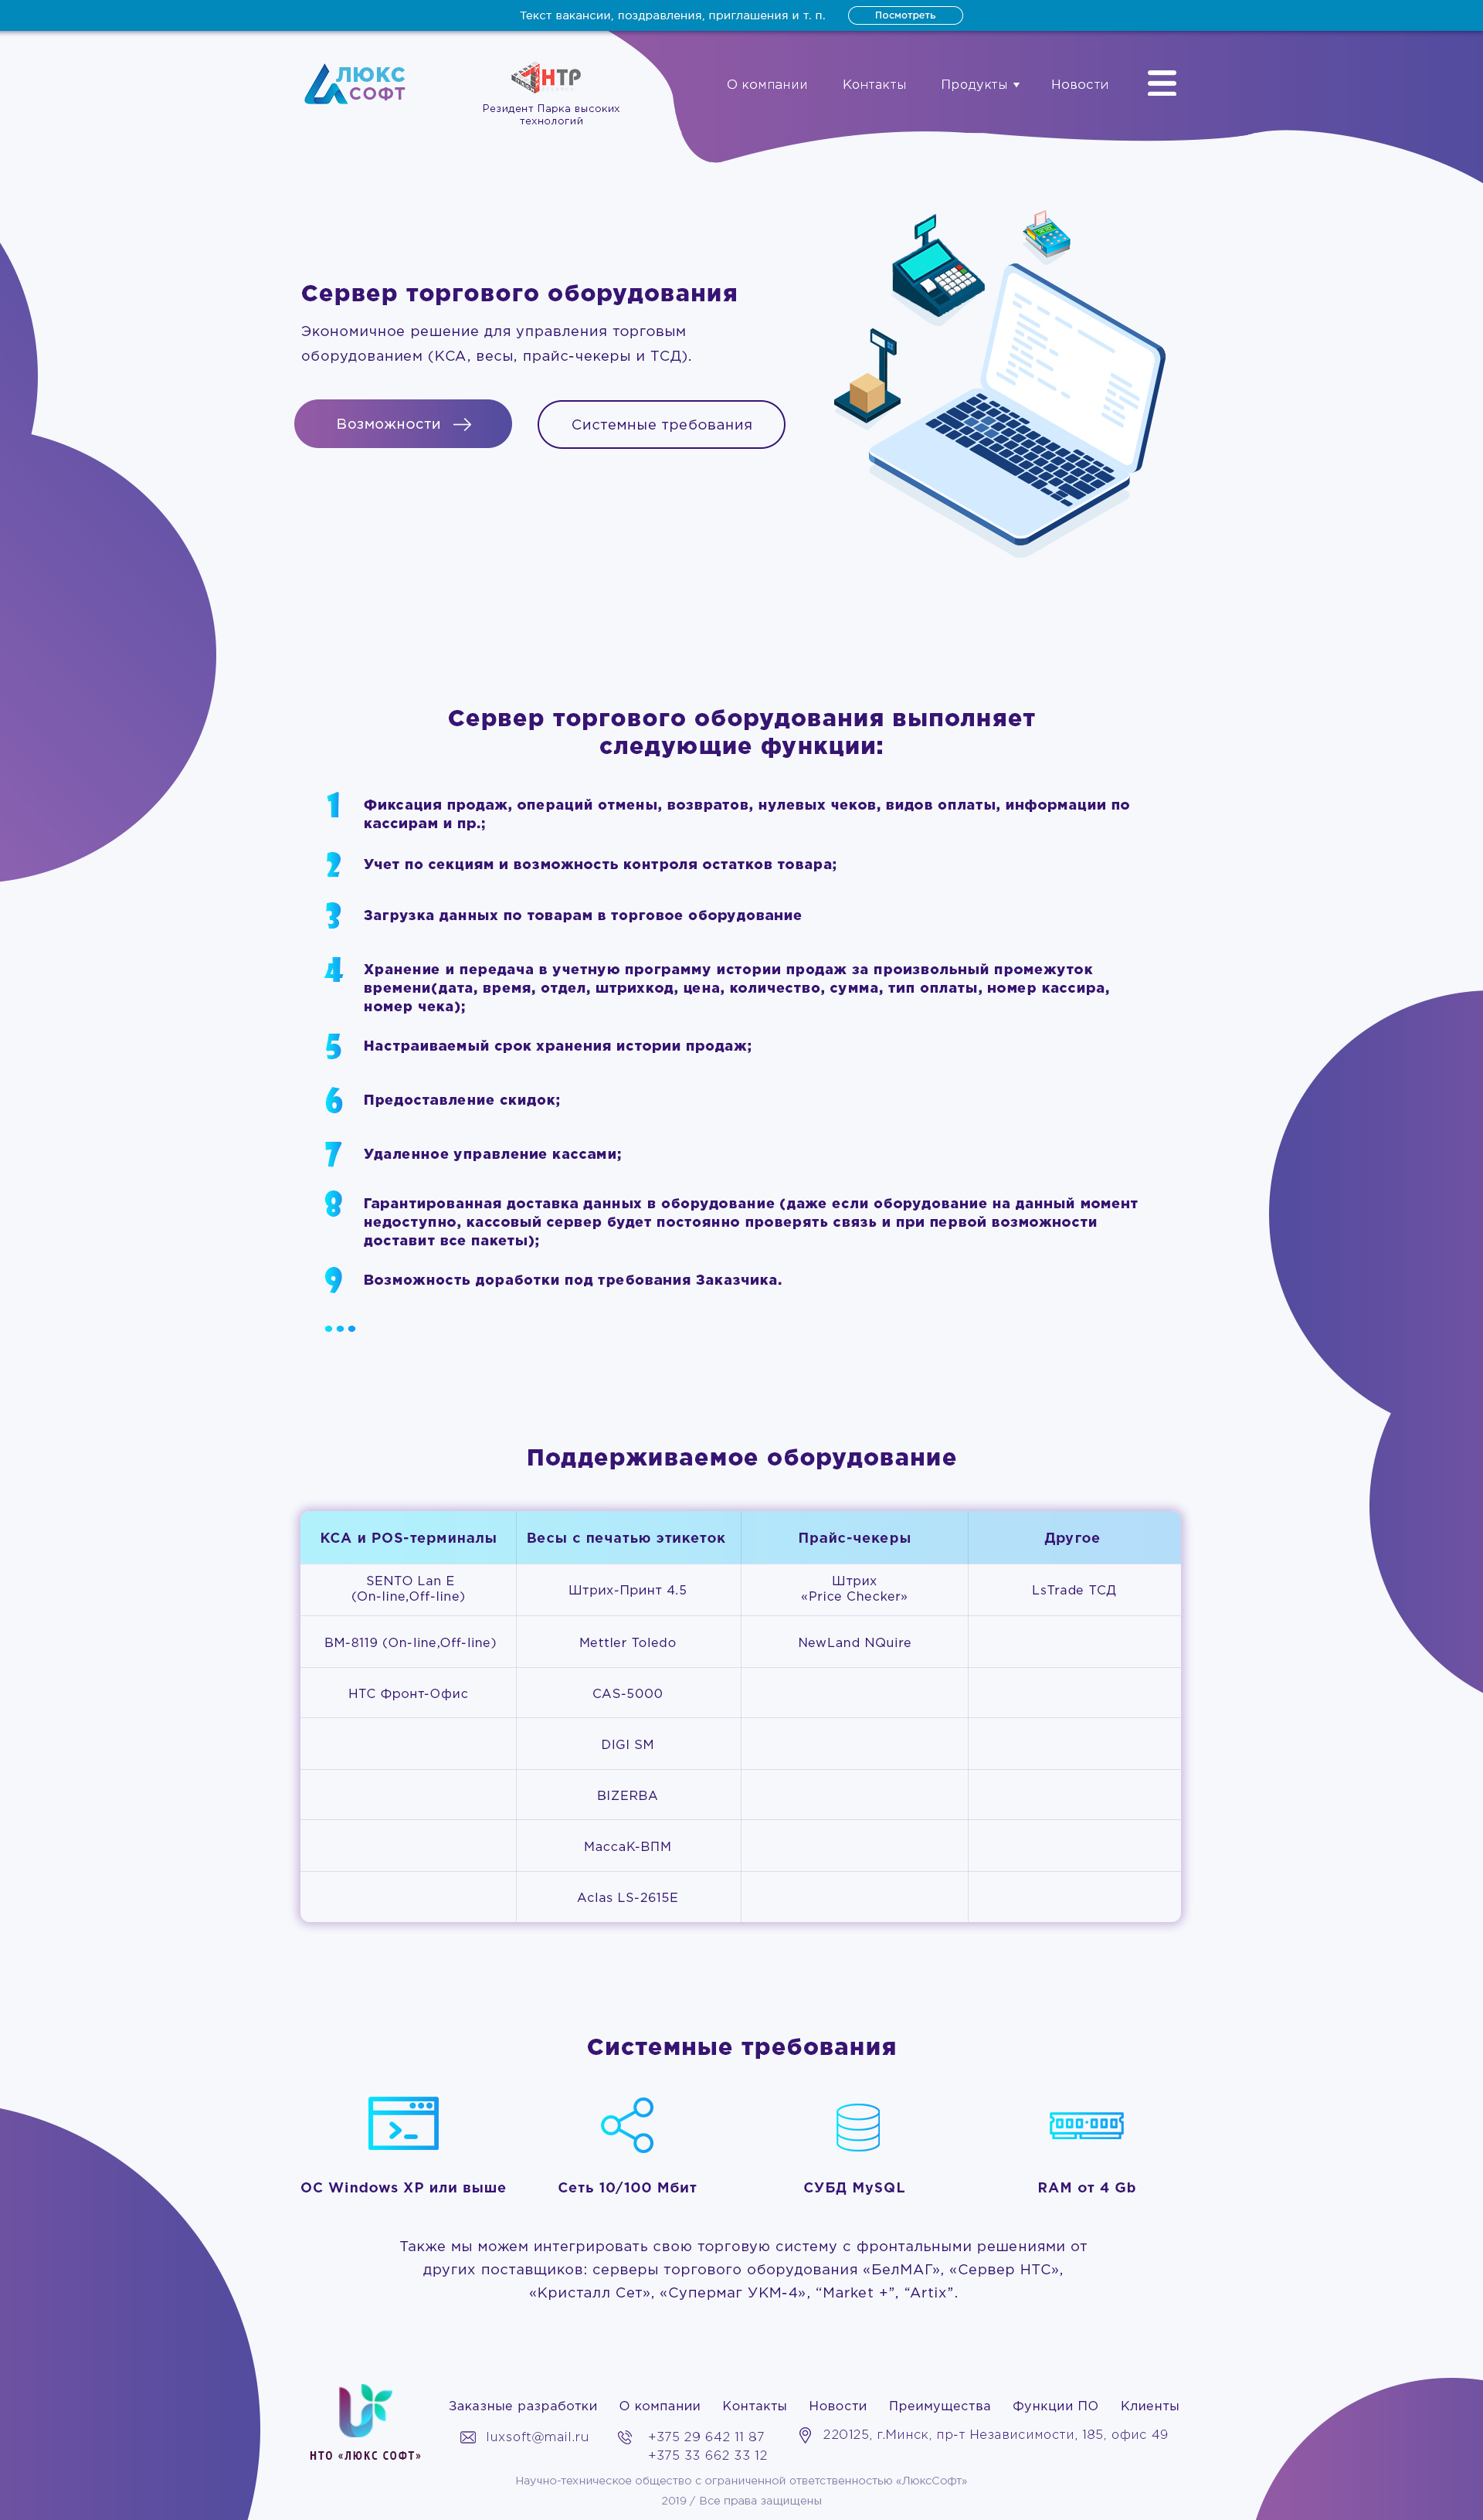 Текст вакансии, поздравления, приглашения и т. п.
Посмотреть
ЛЮКС
СОФТ
НТР
Резидент Парка высоких
технологий
О компании
Контакты
Продукты
Новости
Сервер торгового оборудования
Экономичное решение для управления торговым
оборудованием (КСА, весы, прайс-чекеры и ТСД).
Возможности
Системные требования
Сервер торгового оборудования выполняет
следующие функции:
1 Фиксация продаж, операций отмены, возвратов, нулевых чеков, видов оплаты, информации по
кассирам и пр.;
2 Учет по секциям и возможность контроля остатков товара;
3 Загрузка данных по товарам в торговое оборудование
4 Хранение и передача в учетную программу истории продаж за произвольный промежуток
времени(дата, время, отдел, штрихкод, цена, количество, сумма, тип оплаты, номер кассира,
номер чека);
5 Настраиваемый срок хранения истории продаж;
6 Предоставление скидок;
7 Удаленное управление кассами;
8 Гарантированная доставка данных в оборудование (даже если оборудование на данный момент
недоступно, кассовый сервер будет постоянно проверять связь и при первой возможности
доставит все пакеты);
9 Возможность доработки под требования Заказчика.
...
Поддерживаемое оборудование
КСА и POS-терминалы
Весы с печатью этикеток
Прайс-чекеры
Другое
SENTO Lan E
(On-line,Off-line)
Штрих-Принт 4.5
Штрих
«Price Checker»
LsTrade ТСД
ВМ-8119 (On-line,Off-line)
Mettler Toledo
NewLand NQuire
НТС Фронт-Офис
CAS-5000
DIGI SM
BIZERBA
МассаК-ВПМ
Aclas LS-2615E
Системные требования
ОС Windows XP или выше
Сеть 10/100 Мбит
СУБД MySQL
RAM от 4 Gb
Также мы можем интегрировать свою торговую систему с фронтальными решениями от
других поставщиков: серверы торгового оборудования «БелМАГ», «Сервер НТС»,
«Кристалл Сет», «Супермаг УКМ-4», “Market +”, “Artix”.
НТО «ЛЮКС СОФТ»
Заказные разработки
О компании
Контакты
Новости
Преимущества
Функции ПО
Клиенты
luxsoft@mail.ru
+375 29 642 11 87
+375 33 662 33 12
220125, г.Минск, пр-т Независимости, 185, офис 49
Научно-техническое общество с ограниченной ответственностью «ЛюксСофт»
2019 / Все права защищены